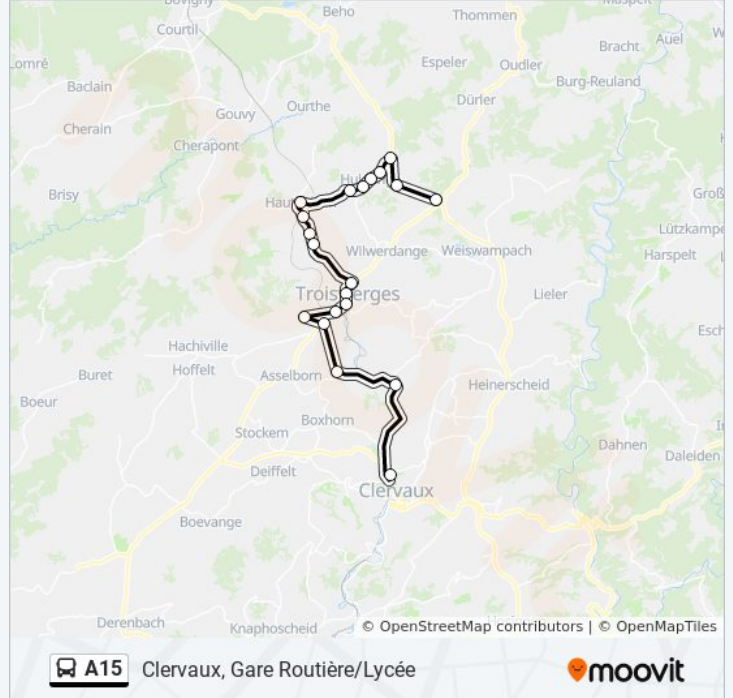 Bovigny
Beho
Thommen
Courtil
Auel
Bracht
Espeler
Oudler
Burg-Reuland
Baclain
Dürler
Gouvy
Ourthe
Cherain
Cherapont
Brisy
Wilwerdange
Weiswampach
Lützkampe
Harspelt
Troisvierges
Lieler
Hachiville
Hoffelt
Buret
Asselborn
Heinerscheid
Boeur
Boxhorn
Stockem
Dahnen
Daleiden
Deiffelt
Clervaux
Boevange
Derenbach
Knaphoscheid
© OpenStreetMap contributors | © OpenMapTiles
A15 Clervaux, Gare Routière/Lycée
moovit